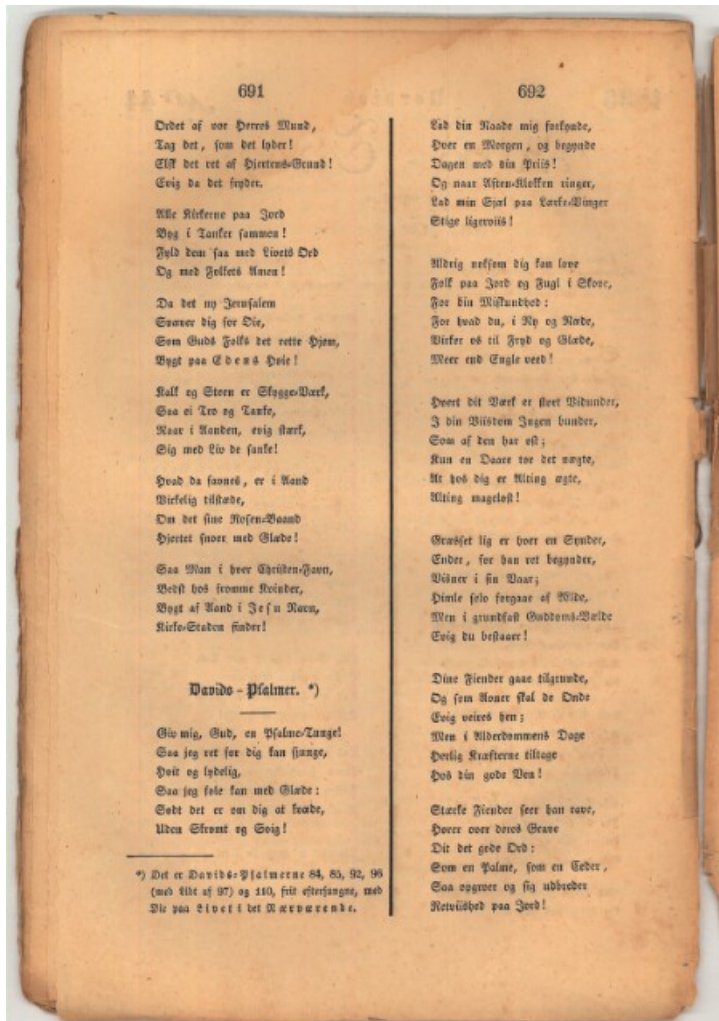 691
Ordet af vor Herres Mund,
Tag det, som det lyder!
Elsk det ret af Hjertens-Grund!
Evig da det fryder.
Alle Kirkerne paa Jord
Byg i Tanker sammen!
Fyld dem saa med Livets Ord
Og med Folkets Amen!
Da det ny Jerusalem
Svæver dig for Øie,
Som Guds Folks det rette Hjem,
Bygt paa Edens Høie!
Kalk og Steen er Skygge-Værk,
Saa ei Tro og Tanke,
Naar i Aanden, evig stærk,
Sig med Liv de sanke!
Hvad da savnes, er i Aand
Virkelig tilstæde,
Om det sine Rosen-Baand
Hjertet snoer med Glæde!
Saa Man i hver Christen-Favn,
Bedst hos fromme Kvinder,
Bygt af Aand i Jesu Navn,
Kirke-Staden finder!
Davids-Psalmer. *)
Giv mig, Gud, en Psalme-Tunge!
Saa jeg ret for dig kan sjunge,
Høit og lydelig,
Saa jeg føle kan med Glæde:
Sødt det er om dig at kvæde,
Uden Skrømt og Svig!
*) Det er Davids-Psalmerne 84, 85, 92, 96
(med Lidt af 97) og 110, frit eftersjungne, med
Øie paa Livet i det Nærværende.
692
Lad din Naade mig forkynde,
Hver en Morgen, og begynde
Dagen med din Priis!
Og naar Aften-Klokken ringer,
Lad min Sjæl paa Lærke-Vinger
Stige ligerviis!
Aldrig noksom dig kan love
Folk paa Jord og Fugl i Skove,
For din Miskundhed:
For hvad du, i Ny og Næde,
Virker os til Fryd og Glæde,
Meer end Engle veed!
Hvert dit Værk er stort Vidunder,
I din Viisdom Ingen bunder,
Som af den har øst;
Kun en Daare tør det nægte,
At hos dig er Alting ægte,
Alting mageløst!
Græsset lig er hver en Synder,
Ender, før han ret begynder,
Visner i sin Vaar;
Himle selv forgaae af Ælde,
Men i grundfast Guddoms-Vælde
Evig du bestaaer!
Dine Fiender gaae tilgrunde,
Og som Avner skal de Onde
Evig veires hen;
Men i Alderdommens Dage
Herlig Kræfterne tiltage
Hos din gode Ven!
Stærke Fiender seer han rave,
Hører over deres Grave
Dit det gode Ord:
Som en Palme, som en Ceder,
Saa opgroer og sig udbreder
Retviished paa Jord!